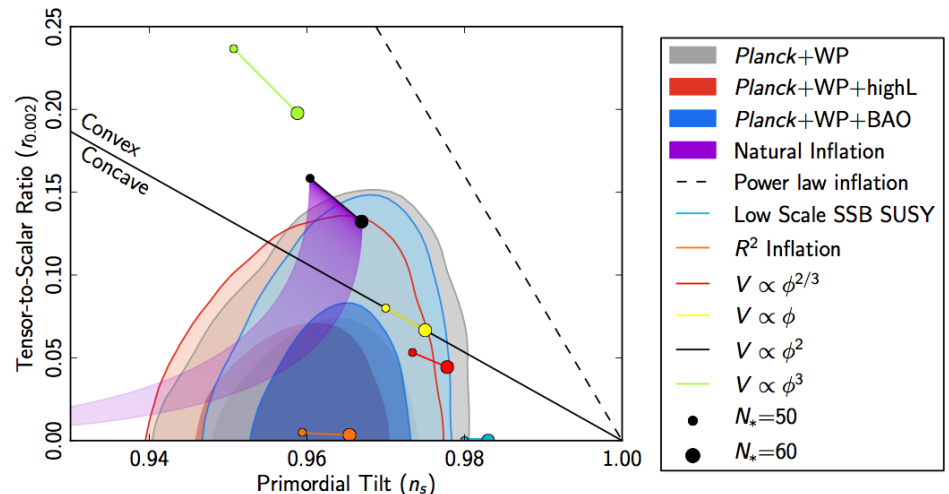 0.25
0.20
0.15
0.10
0.05
0.00
Tensor-to-Scalar Ratio (r₀.₀₀₂)
Convex
Concave
0.94
0.96
0.98
1.00
Primordial Tilt (nₛ)
Planck+WP
Planck+WP+highL
Planck+WP+BAO
Natural Inflation
Power law inflation
Low Scale SSB SUSY
R² Inflation
V ∝ ϕ²/³
V ∝ ϕ
V ∝ ϕ²
V ∝ ϕ³
N∗=50
N∗=60